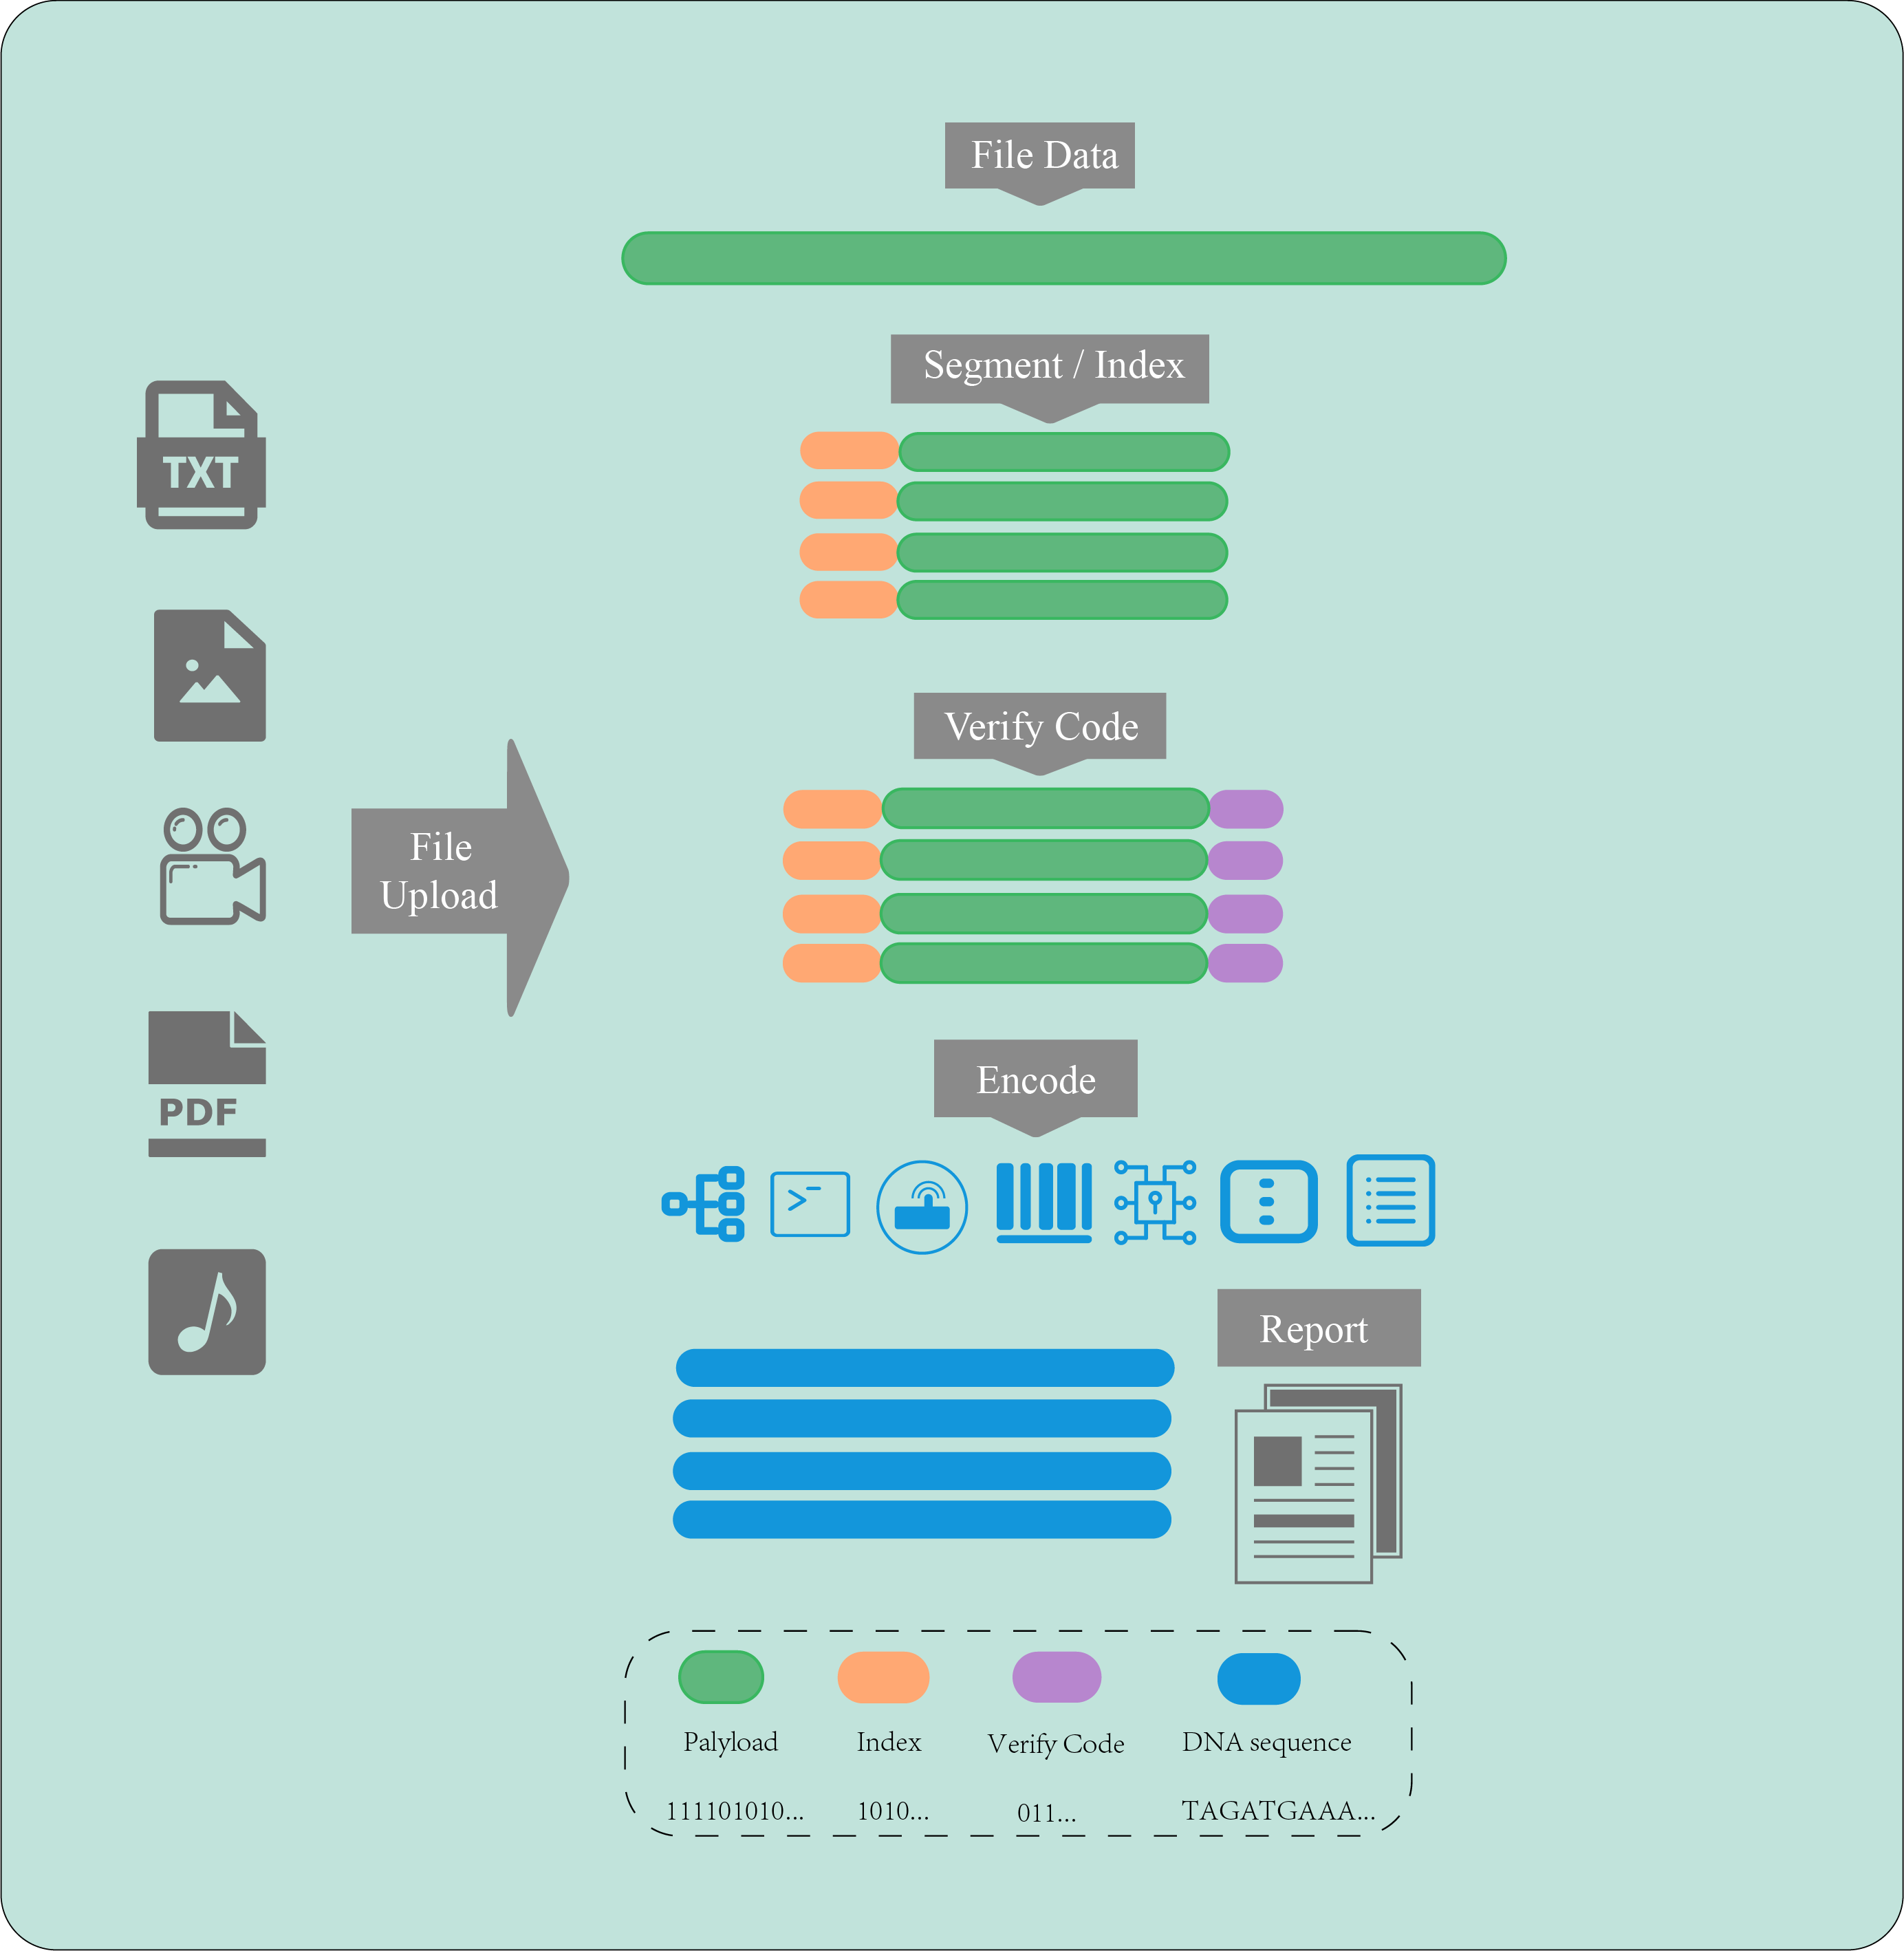 File Data
Segment / Index
TXT
Verify Code
File
Upload
Encode
PDF
Report
Palyload
Index
Verify Code
DNA sequence
111101010...
1010...
011...
TAGATGAAA...